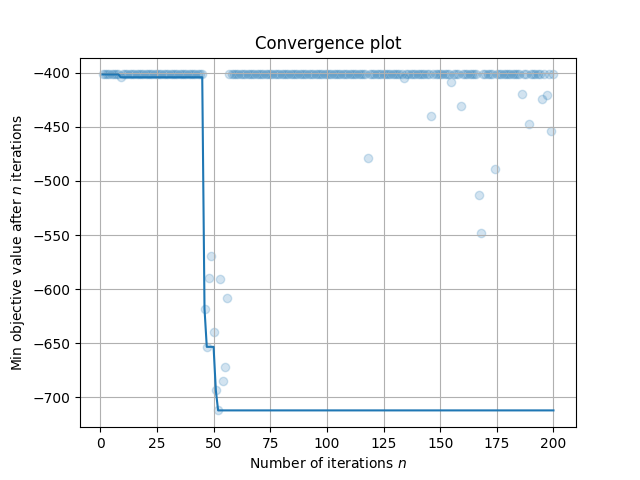 Convergence plot
Min objective value after n iterations
−400
−450
−500
−550
−600
−650
−700
0 25 50 75 100 125 150 175 200
Number of iterations n